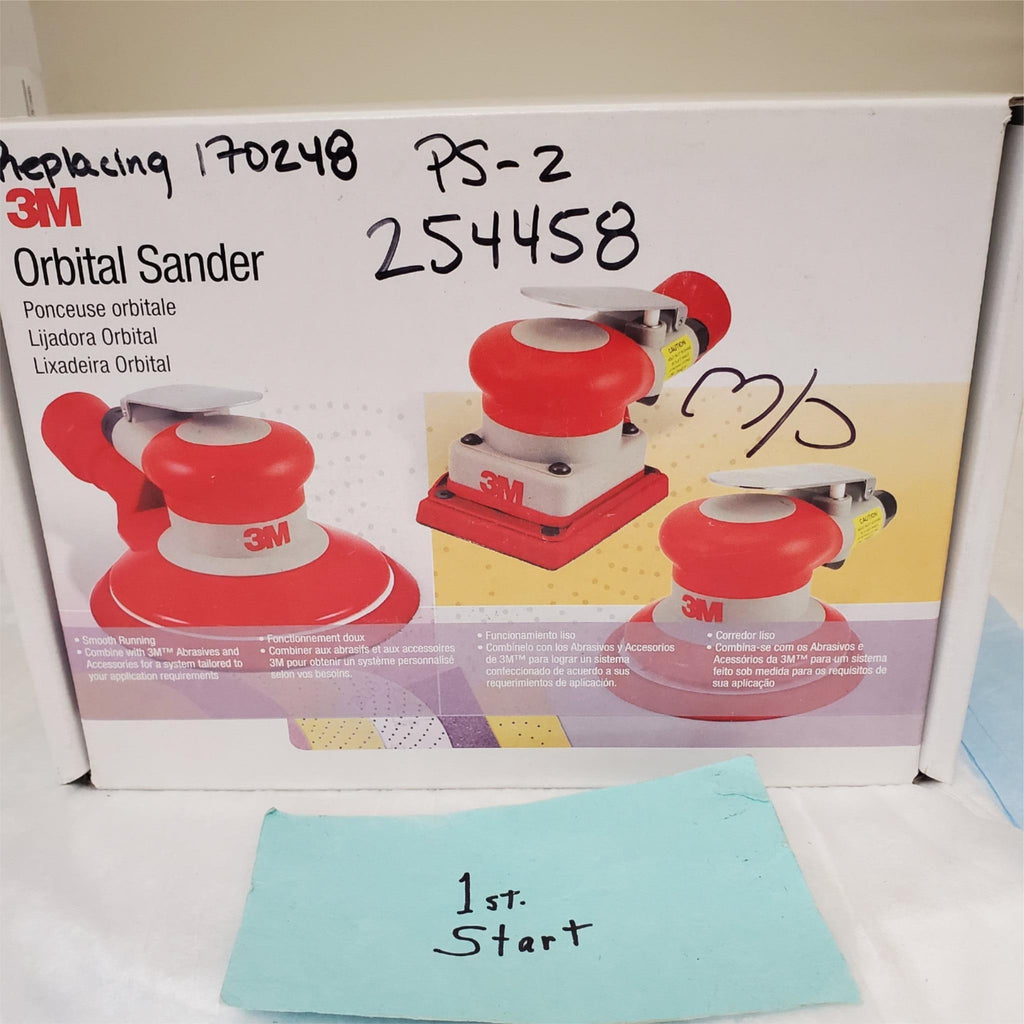 Replacing 170248 PS-2
254458
3M
Orbital Sander
Ponceuse orbitale
Lijadora Orbital
Lixadeira Orbital
CAUTION
3M
3M
CAUTION
3M
• Smooth Running
• Combine with 3M™ Abrasives and
Accessories for a system tailored to
your application requirements
• Fonctionnement doux
• Combiner aux abrasifs et aux accessoires
3M pour obtenir un système personnalisé
selon vos besoins.
• Funcionamiento liso
• Combínelo con los Abrasivos y Accesorios
de 3M™ para lograr un sistema
confeccionado de acuerdo a sus
requerimientos de aplicación.
• Corredor liso
• Combina-se com os Abrasivos e
Acessórios da 3M™ para um sistema
feito sob medida para os requisitos de
sua aplicação
1st.
Start